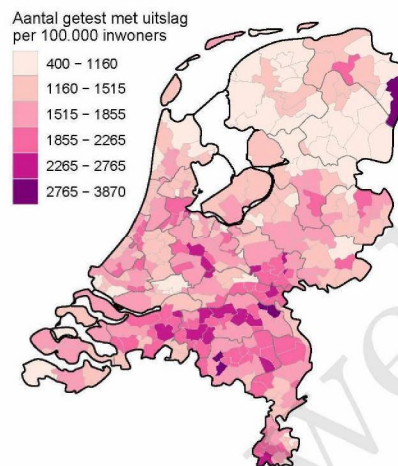 Aantal getest met uitslag
per 100.000 inwoners
400 – 1160
1160 – 1515
1515 – 1855
1855 – 2265
2265 – 2765
2765 – 3870